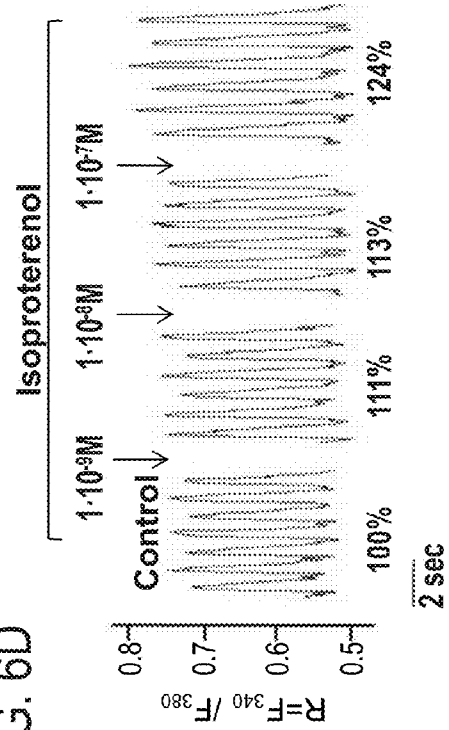 G. 6D
Isoproterenol
1·10-9M 1·10-8M 1·10-7M
Control
0.8
0.7
0.6
0.5
R=F340 /F380
100% 111% 113% 124%
2 sec